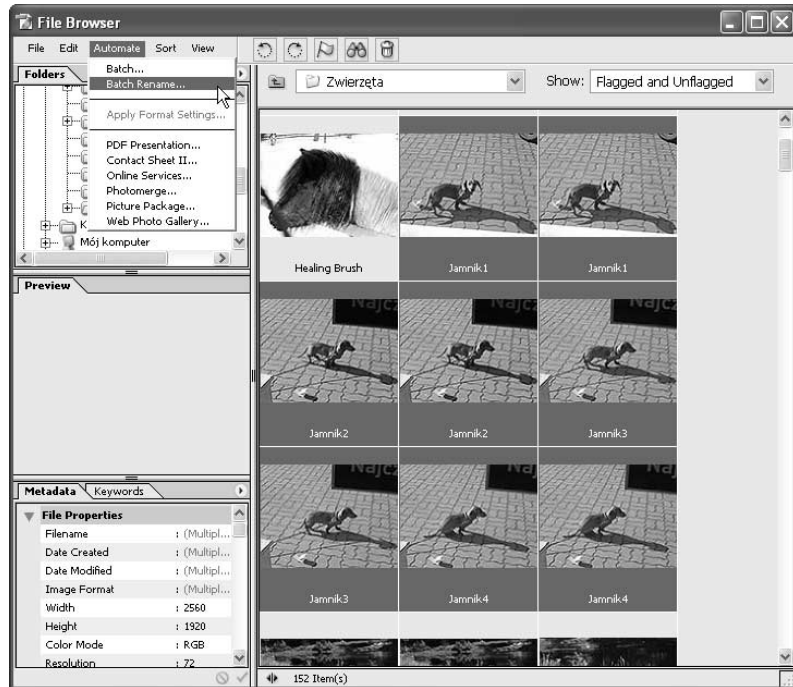 File Browser
File Edit Automate Sort View
Batch...
Batch Rename...
Apply Format Settings...
PDF Presentation...
Contact Sheet II...
Online Services...
Photomerge...
Picture Package...
Web Photo Gallery...
Folders
K
Mój komputer
Preview
Metadata Keywords
File Properties
Filename : (Multipl...
Date Created : (Multipl...
Date Modified : (Multipl...
Image Format : (Multipl...
Width : 2560
Height : 1920
Color Mode : RGB
Resolution : 72
Zwierzęta Show: Flagged and Unflagged
Healing Brush Jamnik1 Jamnik1
Najcz Najcz
Jamnik2 Jamnik2 Jamnik3
Najcz
Jamnik3 Jamnik4 Jamnik4
152 Item(s)